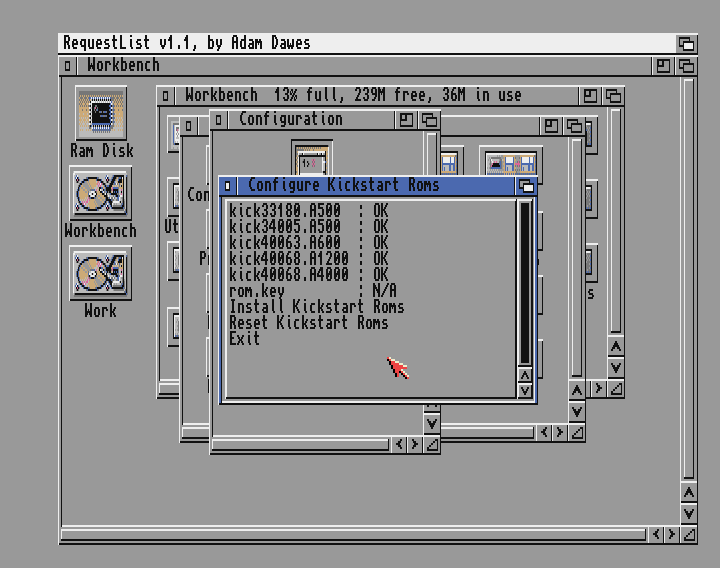 RequestList v1.1, by Adam Dawes
Workbench
Workbench 13% full, 239M free, 36M in use
Configuration
Ram Disk
Configure Kickstart Roms
kick33180.A500 : OK
kick34005.A500 : OK
kick40063.A600 : OK
kick40068.A1200 : OK
kick40068.A4000 : OK
rom.key : N/A
Install Kickstart Roms
Reset Kickstart Roms
Exit
Workbench
Work